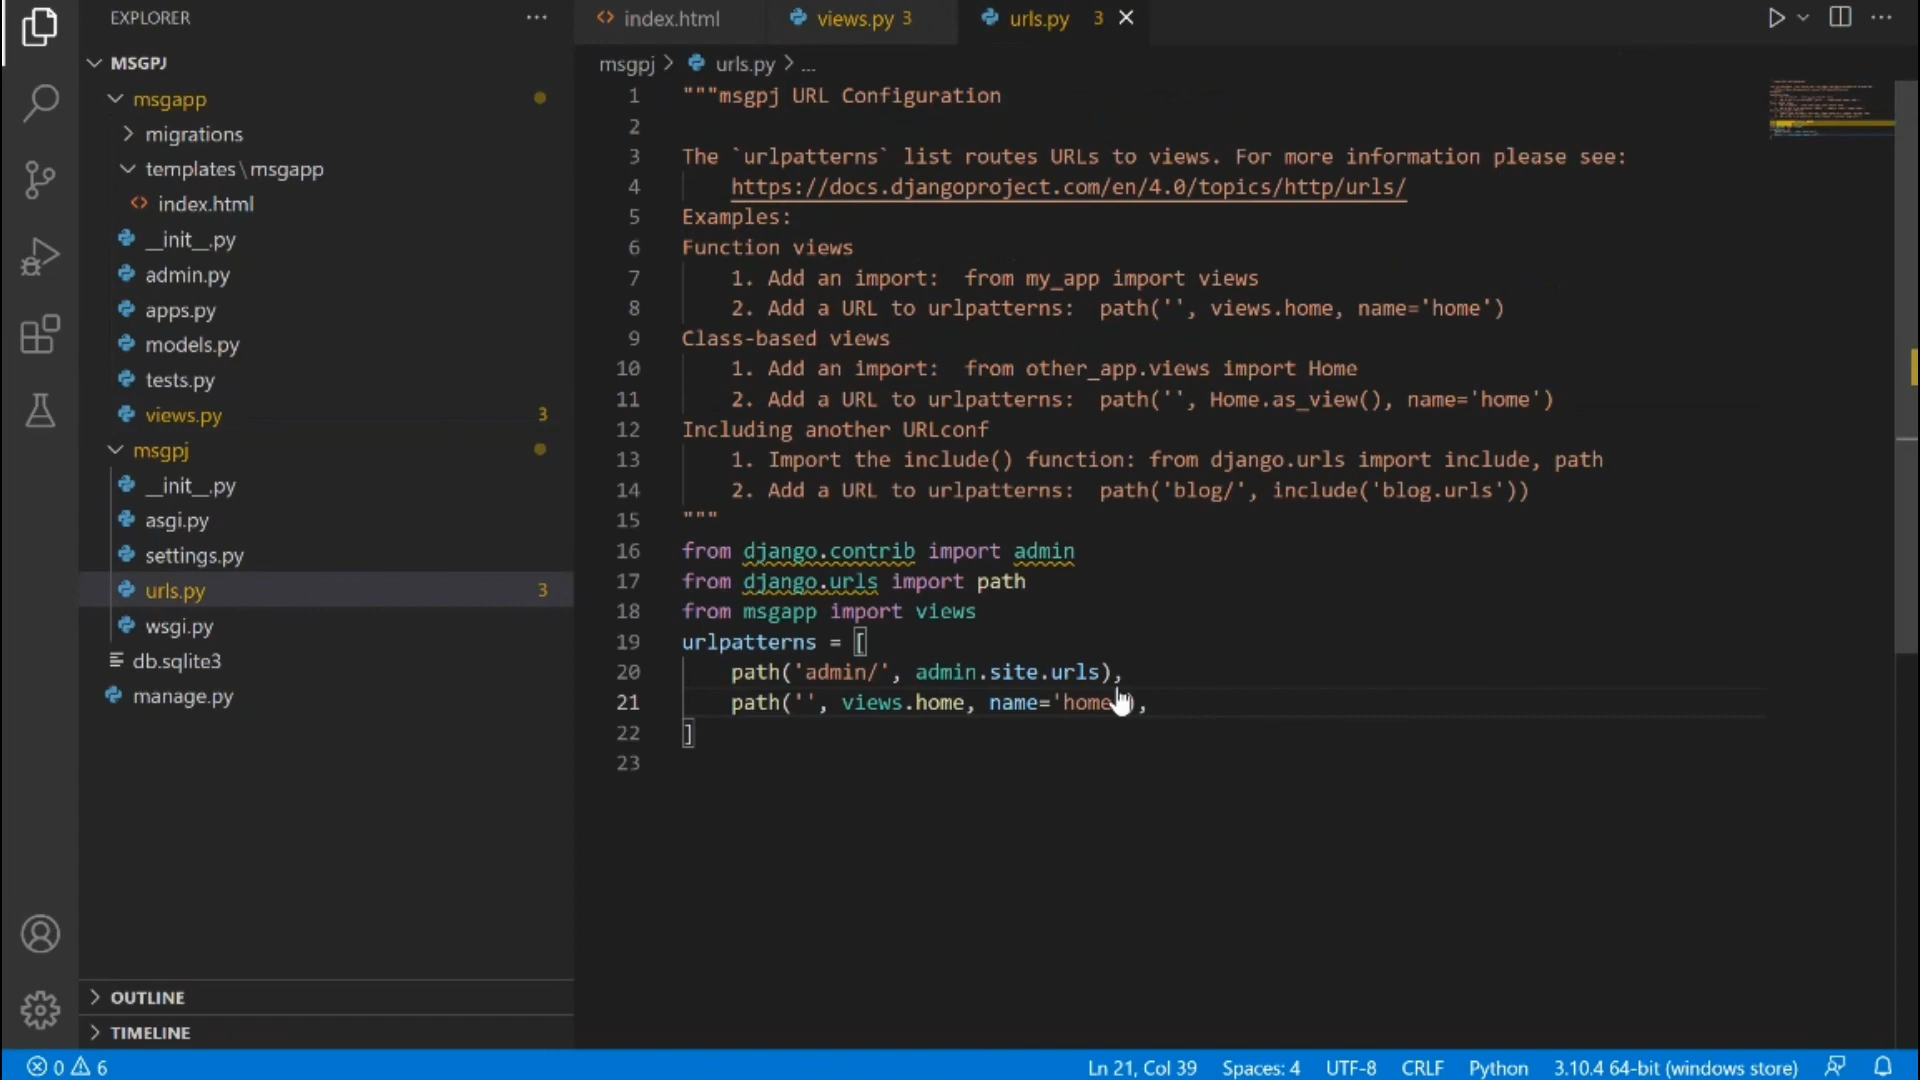 EXPLORER
MSGPJ
msgapp
migrations
templates\msgapp
index.html
__init__.py
admin.py
apps.py
models.py
tests.py
views.py 3
msgpj
__init__.py
asgi.py
settings.py
urls.py 3
wsgi.py
db.sqlite3
manage.py
OUTLINE
TIMELINE
index.html
views.py 3
urls.py 3
msgpj > urls.py > ...
1 """msgpj URL Configuration
2
3 The `urlpatterns` list routes URLs to views. For more information please see:
4     https://docs.djangoproject.com/en/4.0/topics/http/urls/
5 Examples:
6 Function views
7     1. Add an import:  from my_app import views
8     2. Add a URL to urlpatterns:  path('', views.home, name='home')
9 Class-based views
10     1. Add an import:  from other_app.views import Home
11     2. Add a URL to urlpatterns:  path('', Home.as_view(), name='home')
12 Including another URLconf
13     1. Import the include() function: from django.urls import include, path
14     2. Add a URL to urlpatterns:  path('blog/', include('blog.urls'))
15 """
16 from django.contrib import admin
17 from django.urls import path
18 from msgapp import views
19 urlpatterns = [
20     path('admin/', admin.site.urls),
21     path('', views.home, name='home'),
22 ]
23
0 6
Ln 21, Col 39
Spaces: 4
UTF-8
CRLF
Python
3.10.4 64-bit (windows store)